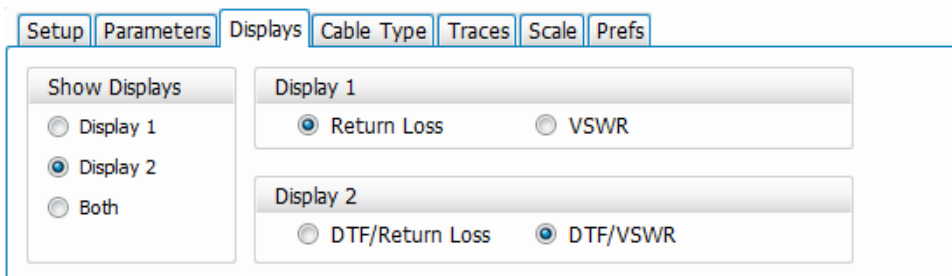 Setup Parameters Displays Cable Type Traces Scale Prefs
Show Displays
Display 1
Display 2
Both
Display 1
Return Loss VSWR
Display 2
DTF/Return Loss DTF/VSWR